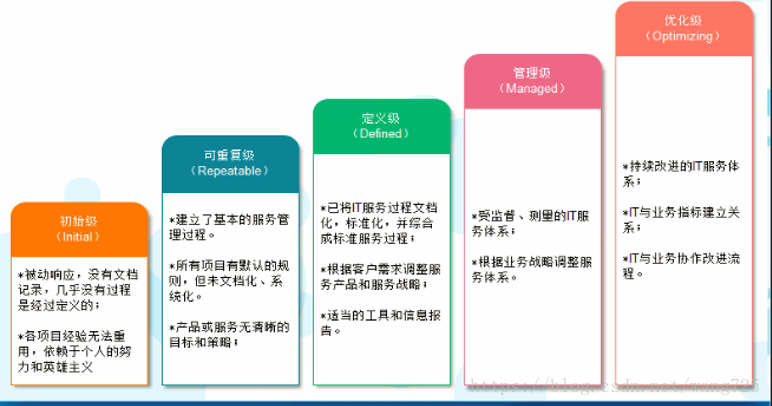 初始级
（Initial）
*被动响应，没有文档
记录，几乎没有过程
是经过定义的；
*各项目经验无法重
用，依赖于个人的努
力和英雄主义
可重复级
（Repeatable）
*建立了基本的服务管
理过程。
*所有项目有默认的规
则，但未文档化、系
统化。
*产品或服务无清晰的
目标和策略；
定义级
（Defined）
*已将IT服务过程文档
化，标准化，并综合
成标准服务过程；
*根据客户需求调整服
务产品和服务战略；
*适当的工具和信息报
告。
管理级
（Managed）
*受监督、测量的IT服
务体系；
*根据业务战略调整服
务体系。
优化级
（Optimizing）
*持续改进的IT服务体
系；
*IT与业务指标建立关
系；
*IT与业务协作改进流
程。